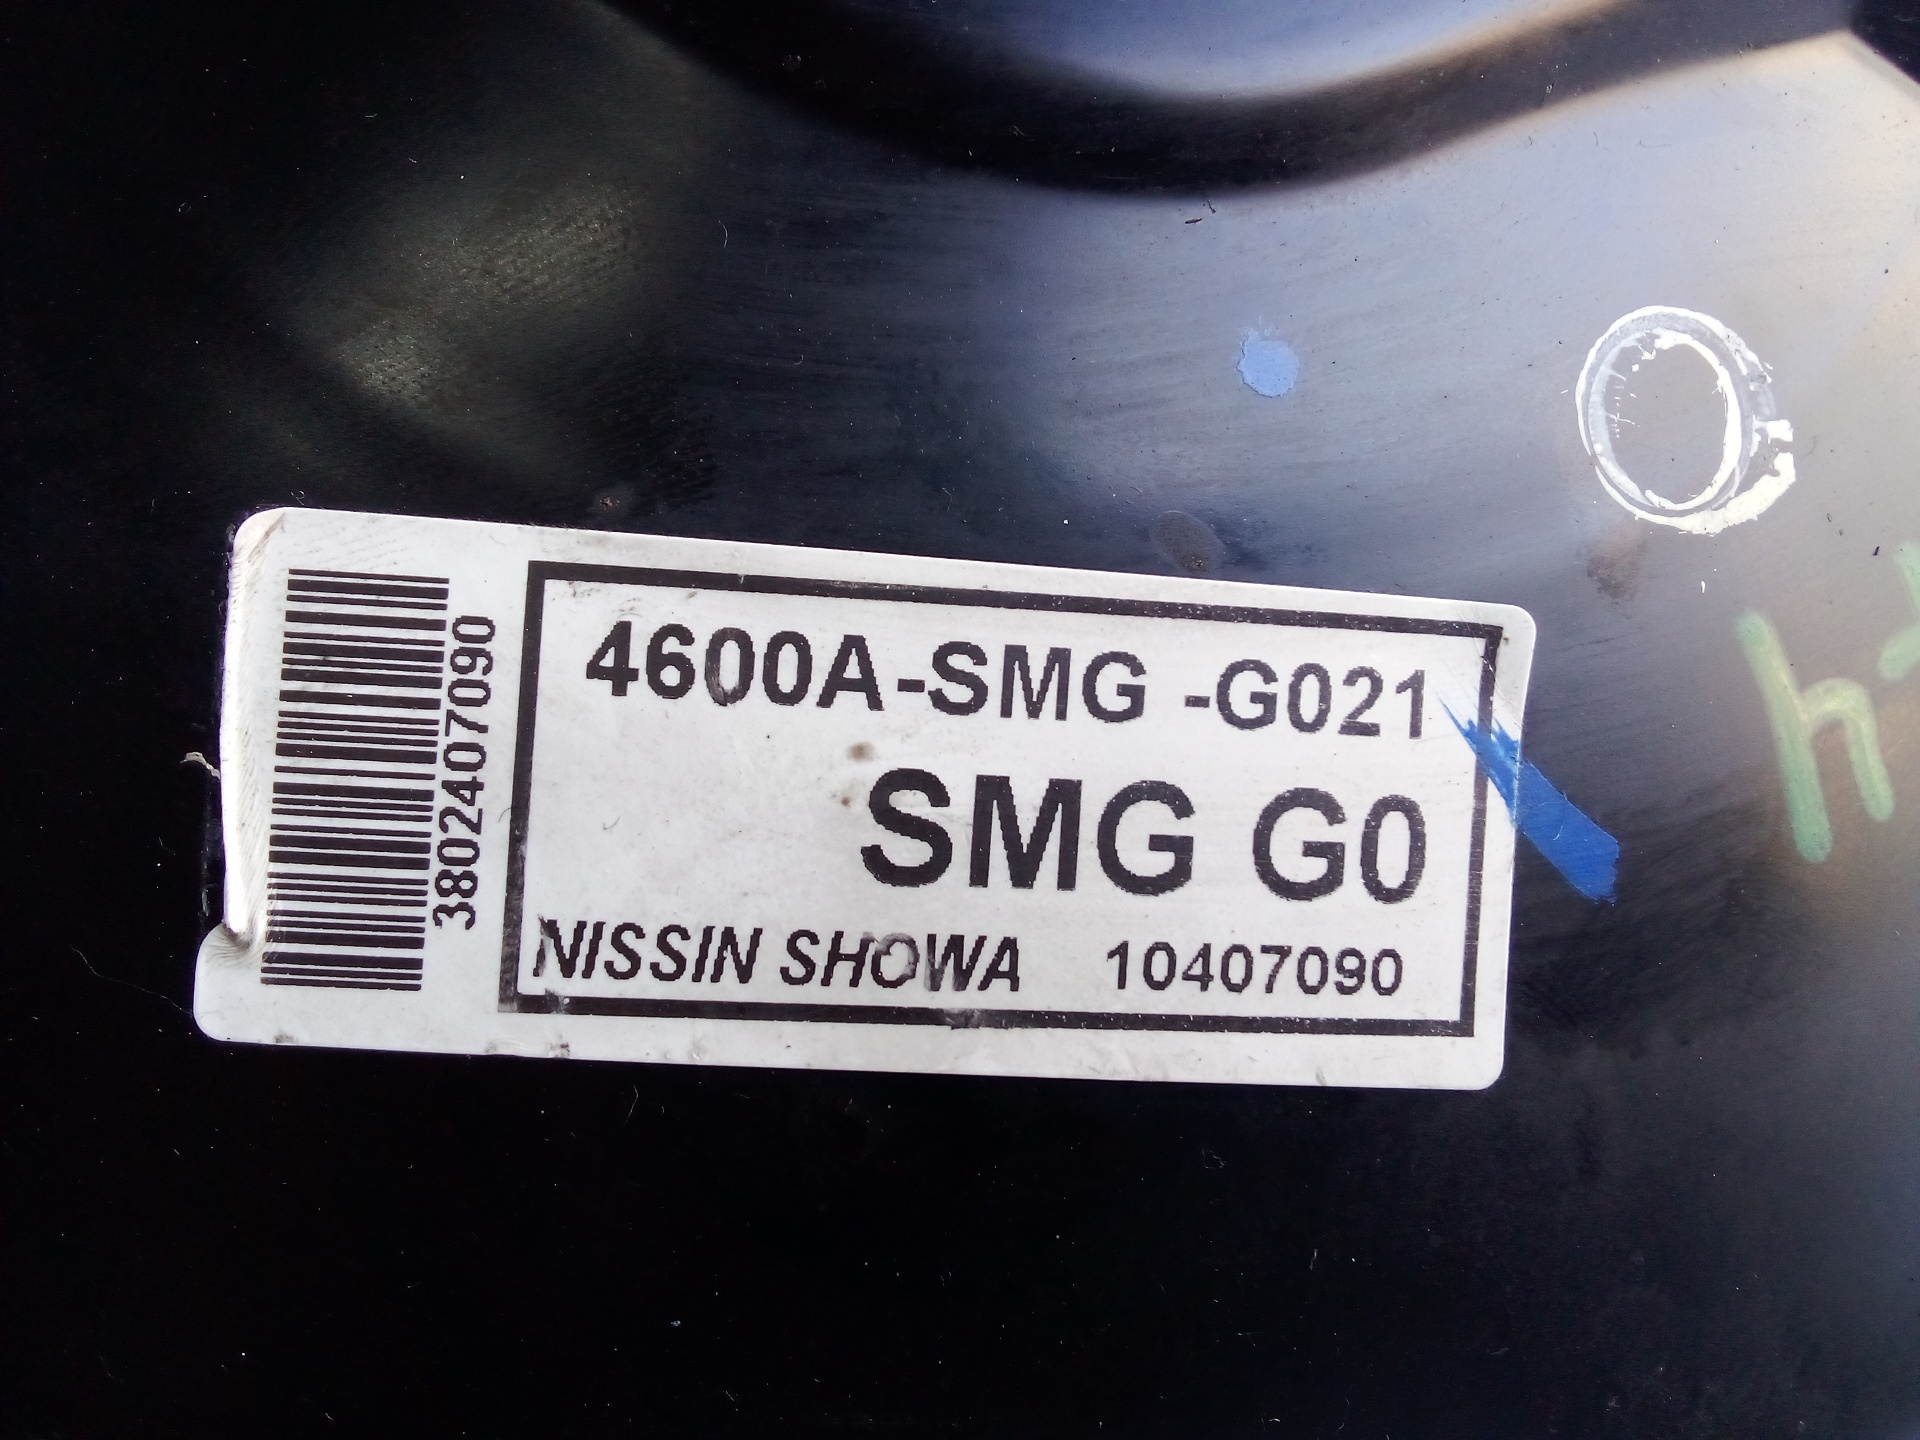 3802407090
4600A-SMG -G021
SMG G0
NISSIN SHOWA 10407090
O